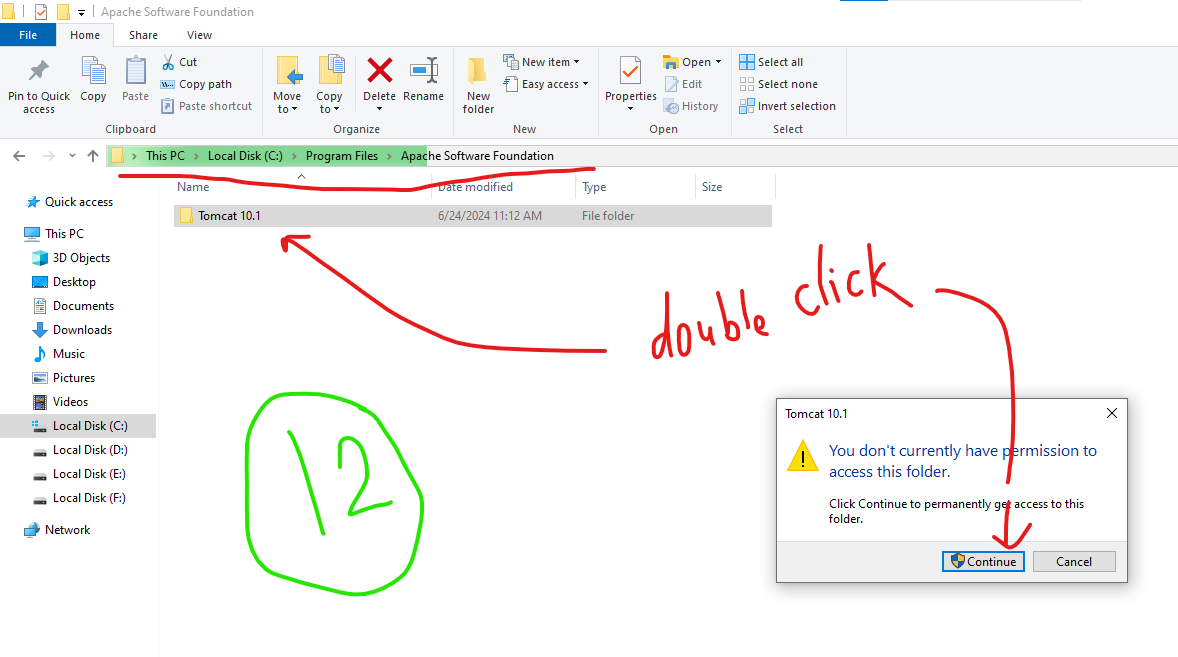 Apache Software Foundation
File Home Share View
Pin to Quick access
Copy
Paste
Cut
Copy path
Paste shortcut
Clipboard
Move to
Copy to
Delete
Rename
Organize
New folder
New item
Easy access
New
Properties
Open
Edit
History
Open
Select all
Select none
Invert selection
Select
This PC > Local Disk (C:) > Program Files > Apache Software Foundation
Name Date modified Type Size
Tomcat 10.1 6/24/2024 11:12 AM File folder
Quick access
This PC
3D Objects
Desktop
Documents
Downloads
Music
Pictures
Videos
Local Disk (C:)
Local Disk (D:)
Local Disk (E:)
Local Disk (F:)
Network
double click
12
Tomcat 10.1
You don't currently have permission to
access this folder.
Click Continue to permanently get access to this
folder.
Continue Cancel